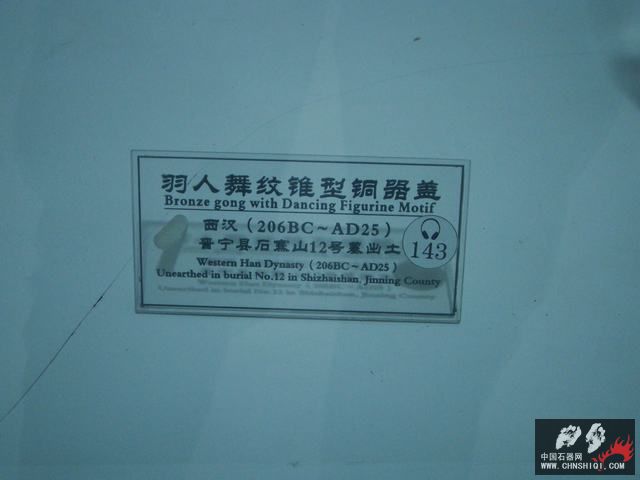 羽人舞纹锥型铜器盖
Bronze gong with Dancing Figurine Motif
西汉（206BC～AD25）
晋宁县石寨山12号墓出土
143
Western Han Dynasty（206BC～AD25）
Unearthed in burial No.12 in Shizhaishan, Jinning County
中国石器网
WWW.CHNSHIQI.COM